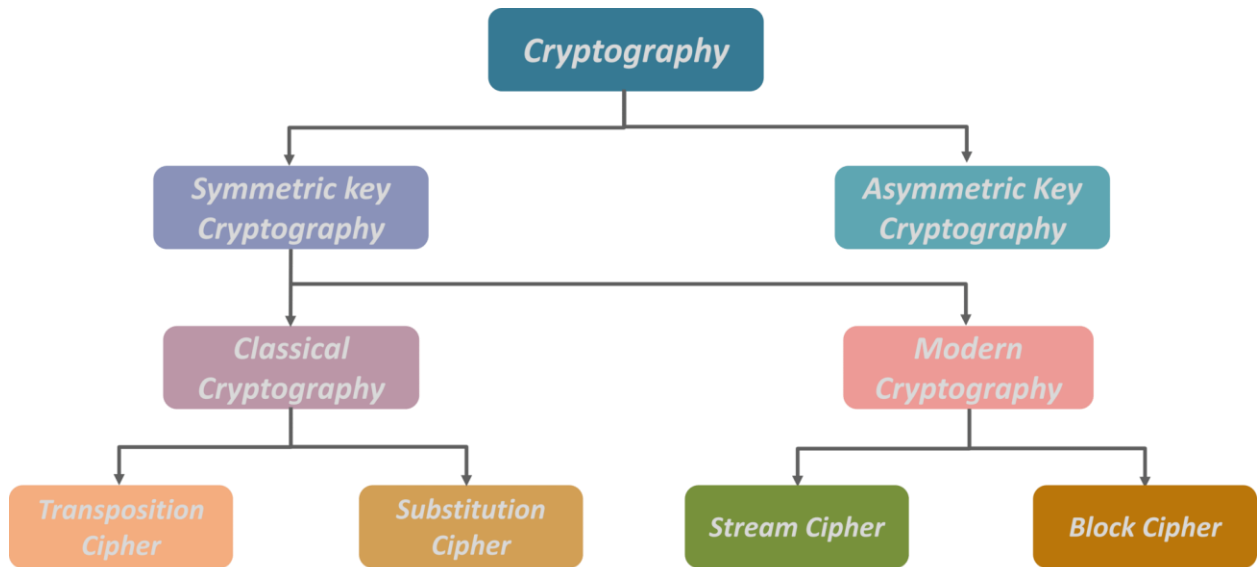 Cryptography
Symmetric key
Cryptography
Asymmetric Key
Cryptography
Classical
Cryptography
Modern
Cryptography
Transposition
Cipher
Substitution
Cipher
Stream Cipher
Block Cipher